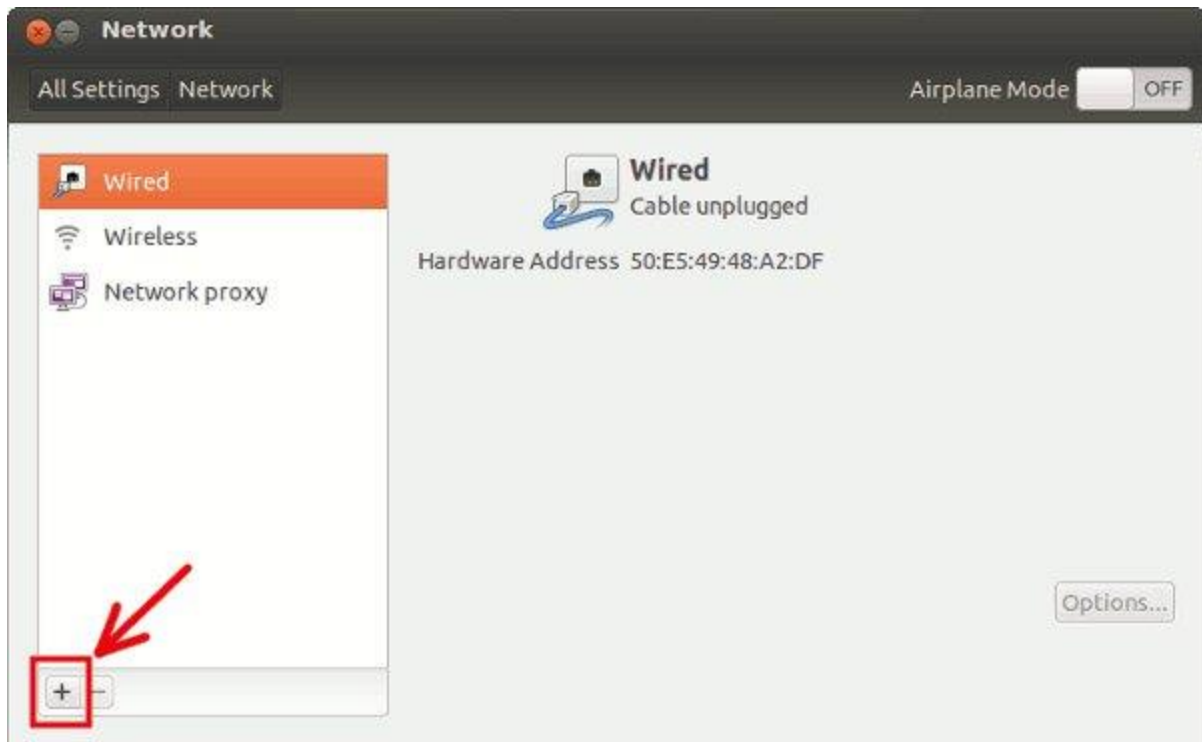 Network
All Settings Network
Airplane Mode OFF
Wired
Wireless
Network proxy
Wired
Cable unplugged
Hardware Address 50:E5:49:48:A2:DF
Options...
+ −